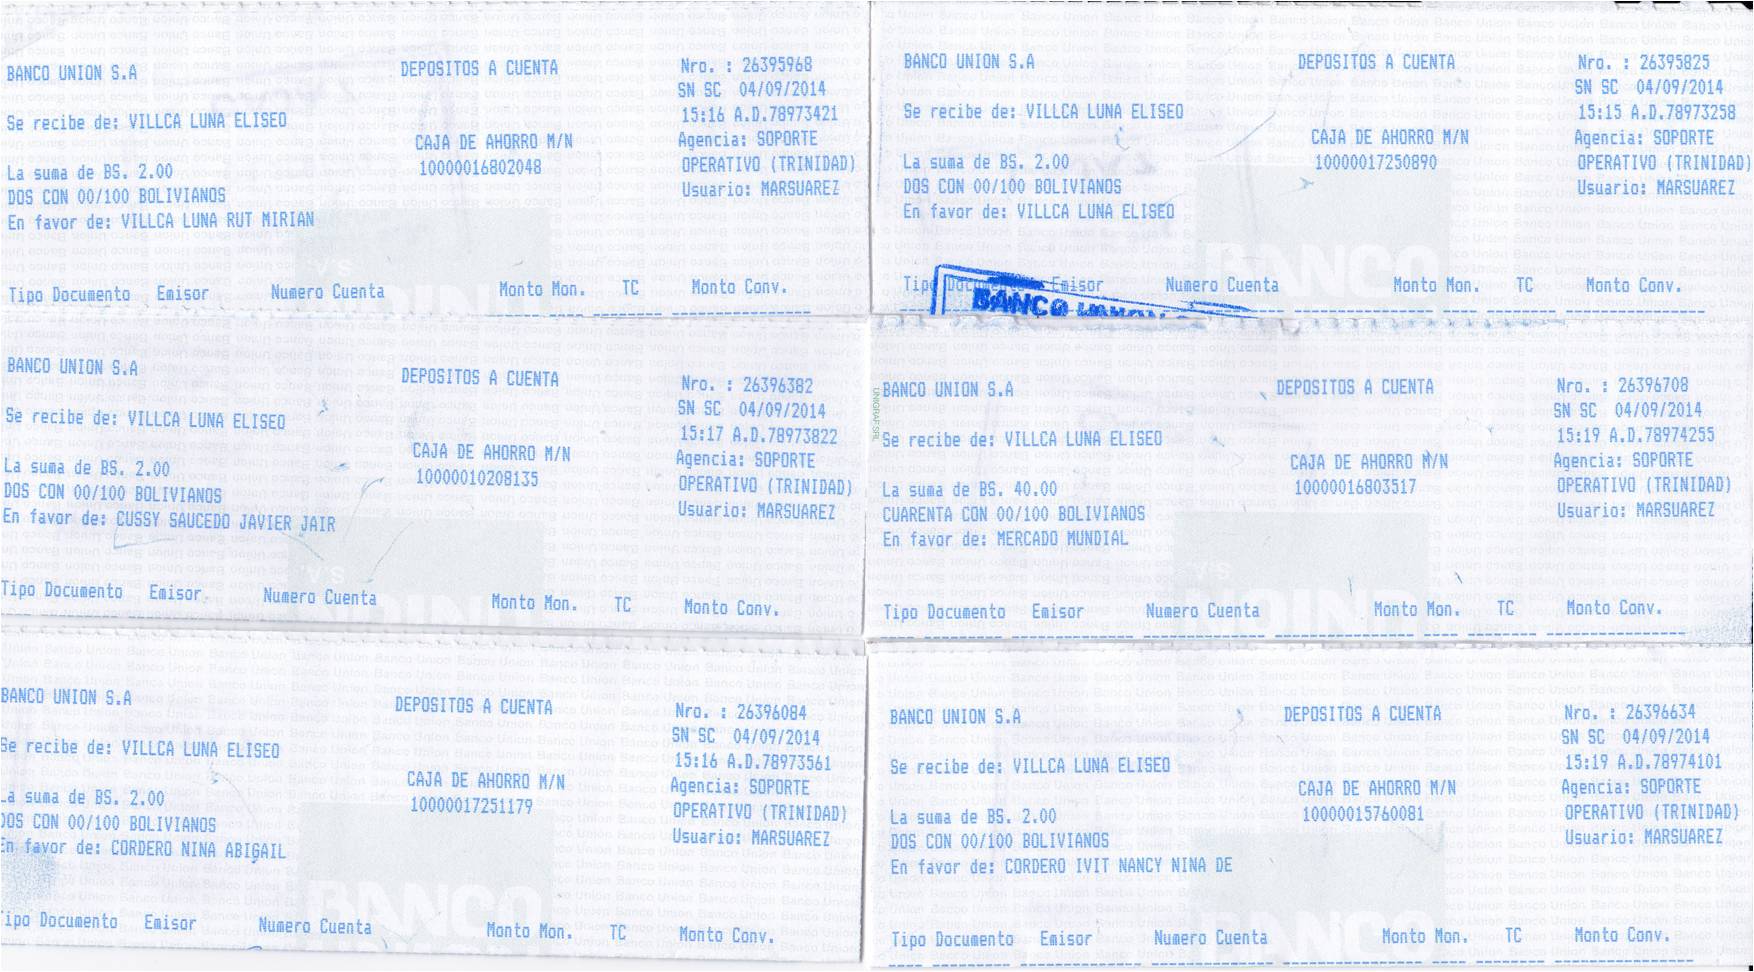 BANCO UNION S.A
DEPOSITOS A CUENTA
Nro. : 26395968
SN SC 04/09/2014
15:16 A.D.78973421
Se recibe de: VILLCA LUNA ELISEO
CAJA DE AHORRO M/N
Agencia: SOPORTE
10000016802048
OPERATIVO (TRINIDAD)
La suma de BS. 2.00
Usuario: MARSUAREZ
DOS CON 00/100 BOLIVIANOS
En favor de: VILLCA LUNA RUT MIRIAN
Tipo Documento Emisor Numero Cuenta Monto Mon. TC Monto Conv.
BANCO UNION S.A
DEPOSITOS A CUENTA
Nro. : 26395825
SN SC 04/09/2014
15:15 A.D.78973258
Se recibe de: VILLCA LUNA ELISEO
CAJA DE AHORRO M/N
Agencia: SOPORTE
10000017250890
OPERATIVO (TRINIDAD)
La suma de BS. 2.00
Usuario: MARSUAREZ
DOS CON 00/100 BOLIVIANOS
En favor de: VILLCA LUNA ELISEO
BANCO
Tipo Documento Emisor Numero Cuenta Monto Mon. TC Monto Conv.
BANCO UNION
BANCO UNION S.A
DEPOSITOS A CUENTA
Nro. : 26396382
SN SC 04/09/2014
15:17 A.D.78973822
Se recibe de: VILLCA LUNA ELISEO
CAJA DE AHORRO M/N
Agencia: SOPORTE
10000010208135
OPERATIVO (TRINIDAD)
La suma de BS. 2.00
Usuario: MARSUAREZ
DOS CON 00/100 BOLIVIANOS
En favor de: CUSSY SAUCEDO JAVIER JAIR
Tipo Documento Emisor Numero Cuenta Monto Mon. TC Monto Conv.
UNIGRAF SRL
BANCO UNION S.A
DEPOSITOS A CUENTA
Nro. : 26396708
SN SC 04/09/2014
15:19 A.D.78974255
Se recibe de: VILLCA LUNA ELISEO
CAJA DE AHORRO M/N
Agencia: SOPORTE
10000016803517
OPERATIVO (TRINIDAD)
La suma de BS. 40.00
Usuario: MARSUAREZ
CUARENTA CON 00/100 BOLIVIANOS
En favor de: MERCADO MUNDIAL
Tipo Documento Emisor Numero Cuenta Monto Mon. TC Monto Conv.
BANCO UNION S.A
DEPOSITOS A CUENTA
Nro. : 26396084
SN SC 04/09/2014
15:16 A.D.78973561
Se recibe de: VILLCA LUNA ELISEO
CAJA DE AHORRO M/N
Agencia: SOPORTE
10000017251179
OPERATIVO (TRINIDAD)
La suma de BS. 2.00
Usuario: MARSUAREZ
DOS CON 00/100 BOLIVIANOS
En favor de: CORDERO NINA ABIGAIL
BANCO
Tipo Documento Emisor Numero Cuenta Monto Mon. TC Monto Conv.
BANCO UNION S.A
DEPOSITOS A CUENTA
Nro. : 26396634
SN SC 04/09/2014
15:19 A.D.78974101
Se recibe de: VILLCA LUNA ELISEO
CAJA DE AHORRO M/N
Agencia: SOPORTE
10000015760081
OPERATIVO (TRINIDAD)
La suma de BS. 2.00
Usuario: MARSUAREZ
DOS CON 00/100 BOLIVIANOS
En favor de: CORDERO IVIT NANCY NINA DE
BANCO
Tipo Documento Emisor Numero Cuenta Monto Mon. TC Monto Conv.